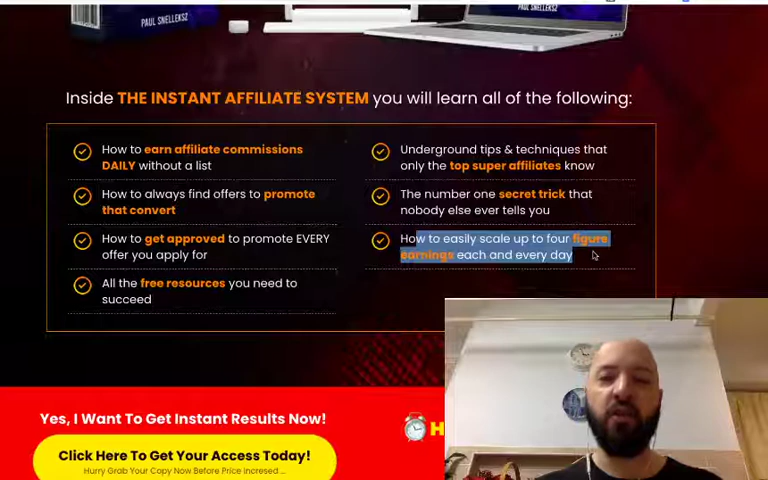 PAUL SNELLEKSZ
PAUL SNELLEKSZ
Inside THE INSTANT AFFILIATE SYSTEM you will learn all of the following:
How to earn affiliate commissions
DAILY without a list
How to always find offers to promote
that convert
How to get approved to promote EVERY
offer you apply for
All the free resources you need to
succeed
Underground tips & techniques that
only the top super affiliates know
The number one secret trick that
nobody else ever tells you
How to easily scale up to four figure
earnings each and every day
Yes, I Want To Get Instant Results Now!
H
Click Here To Get Your Access Today!
Hurry Grab Your Copy Now Before Price Incresed ...